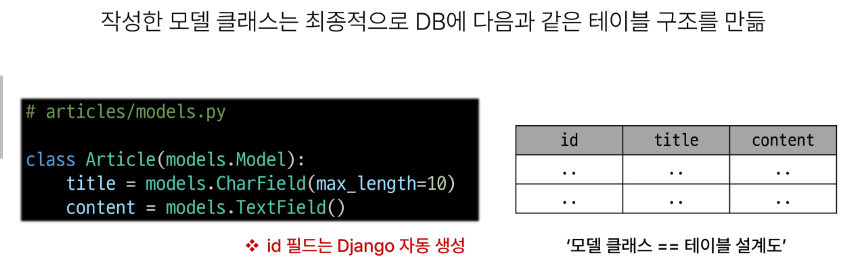 작성한 모델 클래스는 최종적으로 DB에 다음과 같은 테이블 구조를 만듦
# articles/models.py
class Article(models.Model):
    title = models.CharField(max_length=10)
    content = models.TextField()
❖ id 필드는 Django 자동 생성
id title content
.. .. ..
.. .. ..
‘모델 클래스 == 테이블 설계도’